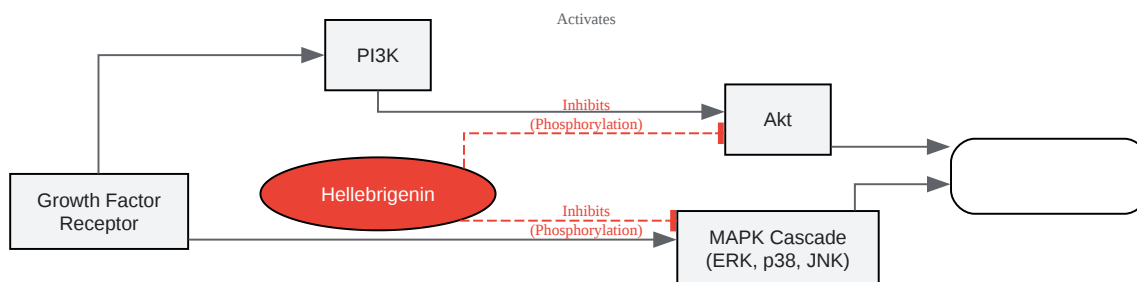 Activates
PI3K
Inhibits
(Phosphorylation)
Akt
Hellebrigenin
Growth Factor
Receptor
Inhibits
(Phosphorylation)
MAPK Cascade
(ERK, p38, JNK)